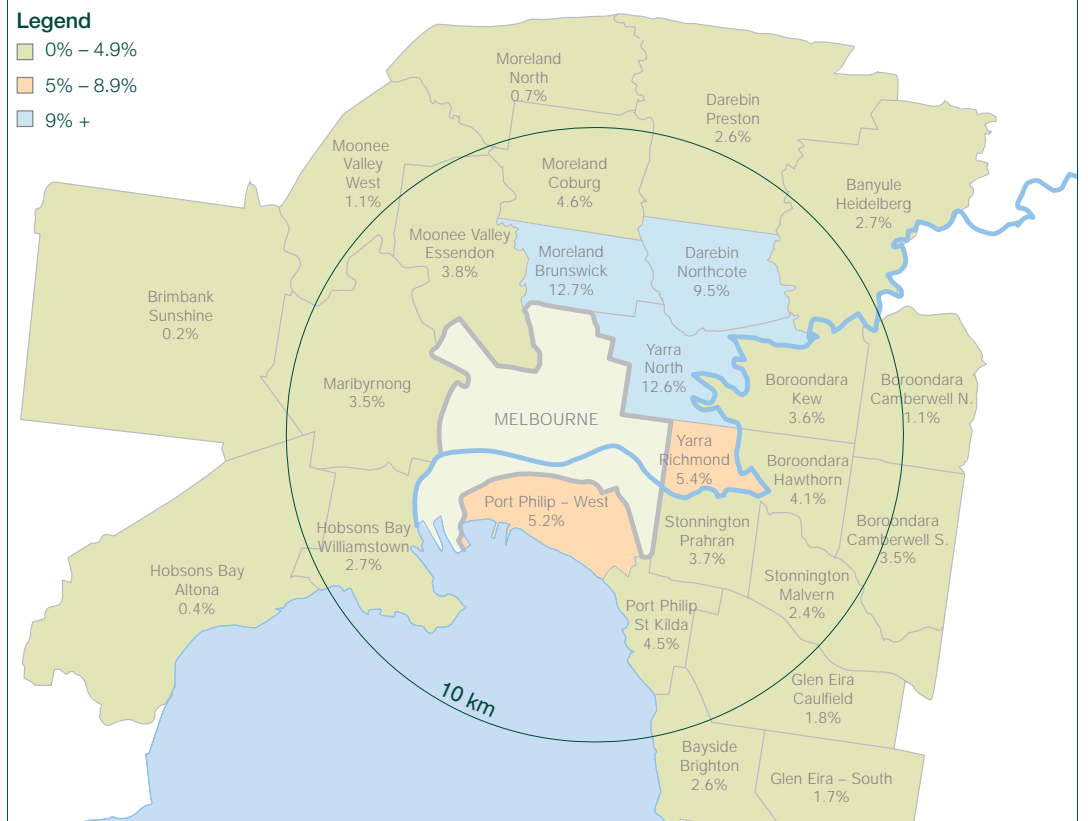 Legend
0% – 4.9%
5% – 8.9%
9% +
Moreland
North
0.7%
Darebin
Preston
2.6%
Moonee
Valley
West
1.1%
Moreland
Coburg
4.6%
Banyule
Heidelberg
2.7%
Moonee Valley
Essendon
3.8%
Moreland
Brunswick
12.7%
Darebin
Northcote
9.5%
Brimbank
Sunshine
0.2%
Yarra
North
12.6%
Maribyrnong
3.5%
Boroondara
Kew
3.6%
Boroondara
Camberwell N.
1.1%
MELBOURNE
Yarra
Richmond
5.4%
Boroondara
Hawthorn
4.1%
Port Philip – West
5.2%
Stonnington
Prahran
3.7%
Boroondara
Camberwell S.
3.5%
Hobsons Bay
Williamstown
2.7%
Hobsons Bay
Altona
0.4%
Stonnington
Malvern
2.4%
Port Philip
St Kilda
4.5%
Glen Eira
Caulfield
1.8%
10 km
Bayside
Brighton
2.6%
Glen Eira – South
1.7%